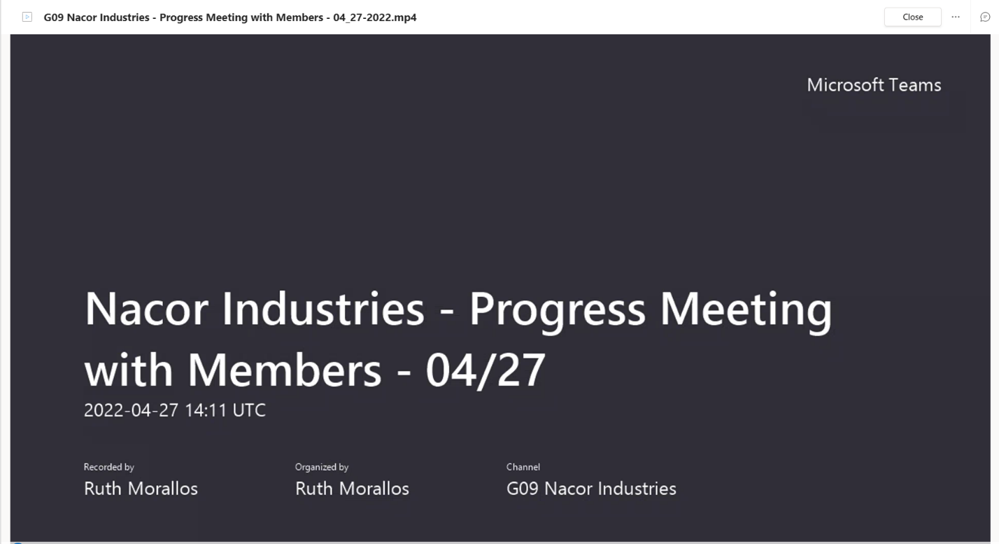 G09 Nacor Industries - Progress Meeting with Members - 04_27-2022.mp4
Close
Microsoft Teams
Nacor Industries - Progress Meeting
with Members - 04/27
2022-04-27 14:11 UTC
Recorded by
Ruth Morallos
Organized by
Ruth Morallos
Channel
G09 Nacor Industries